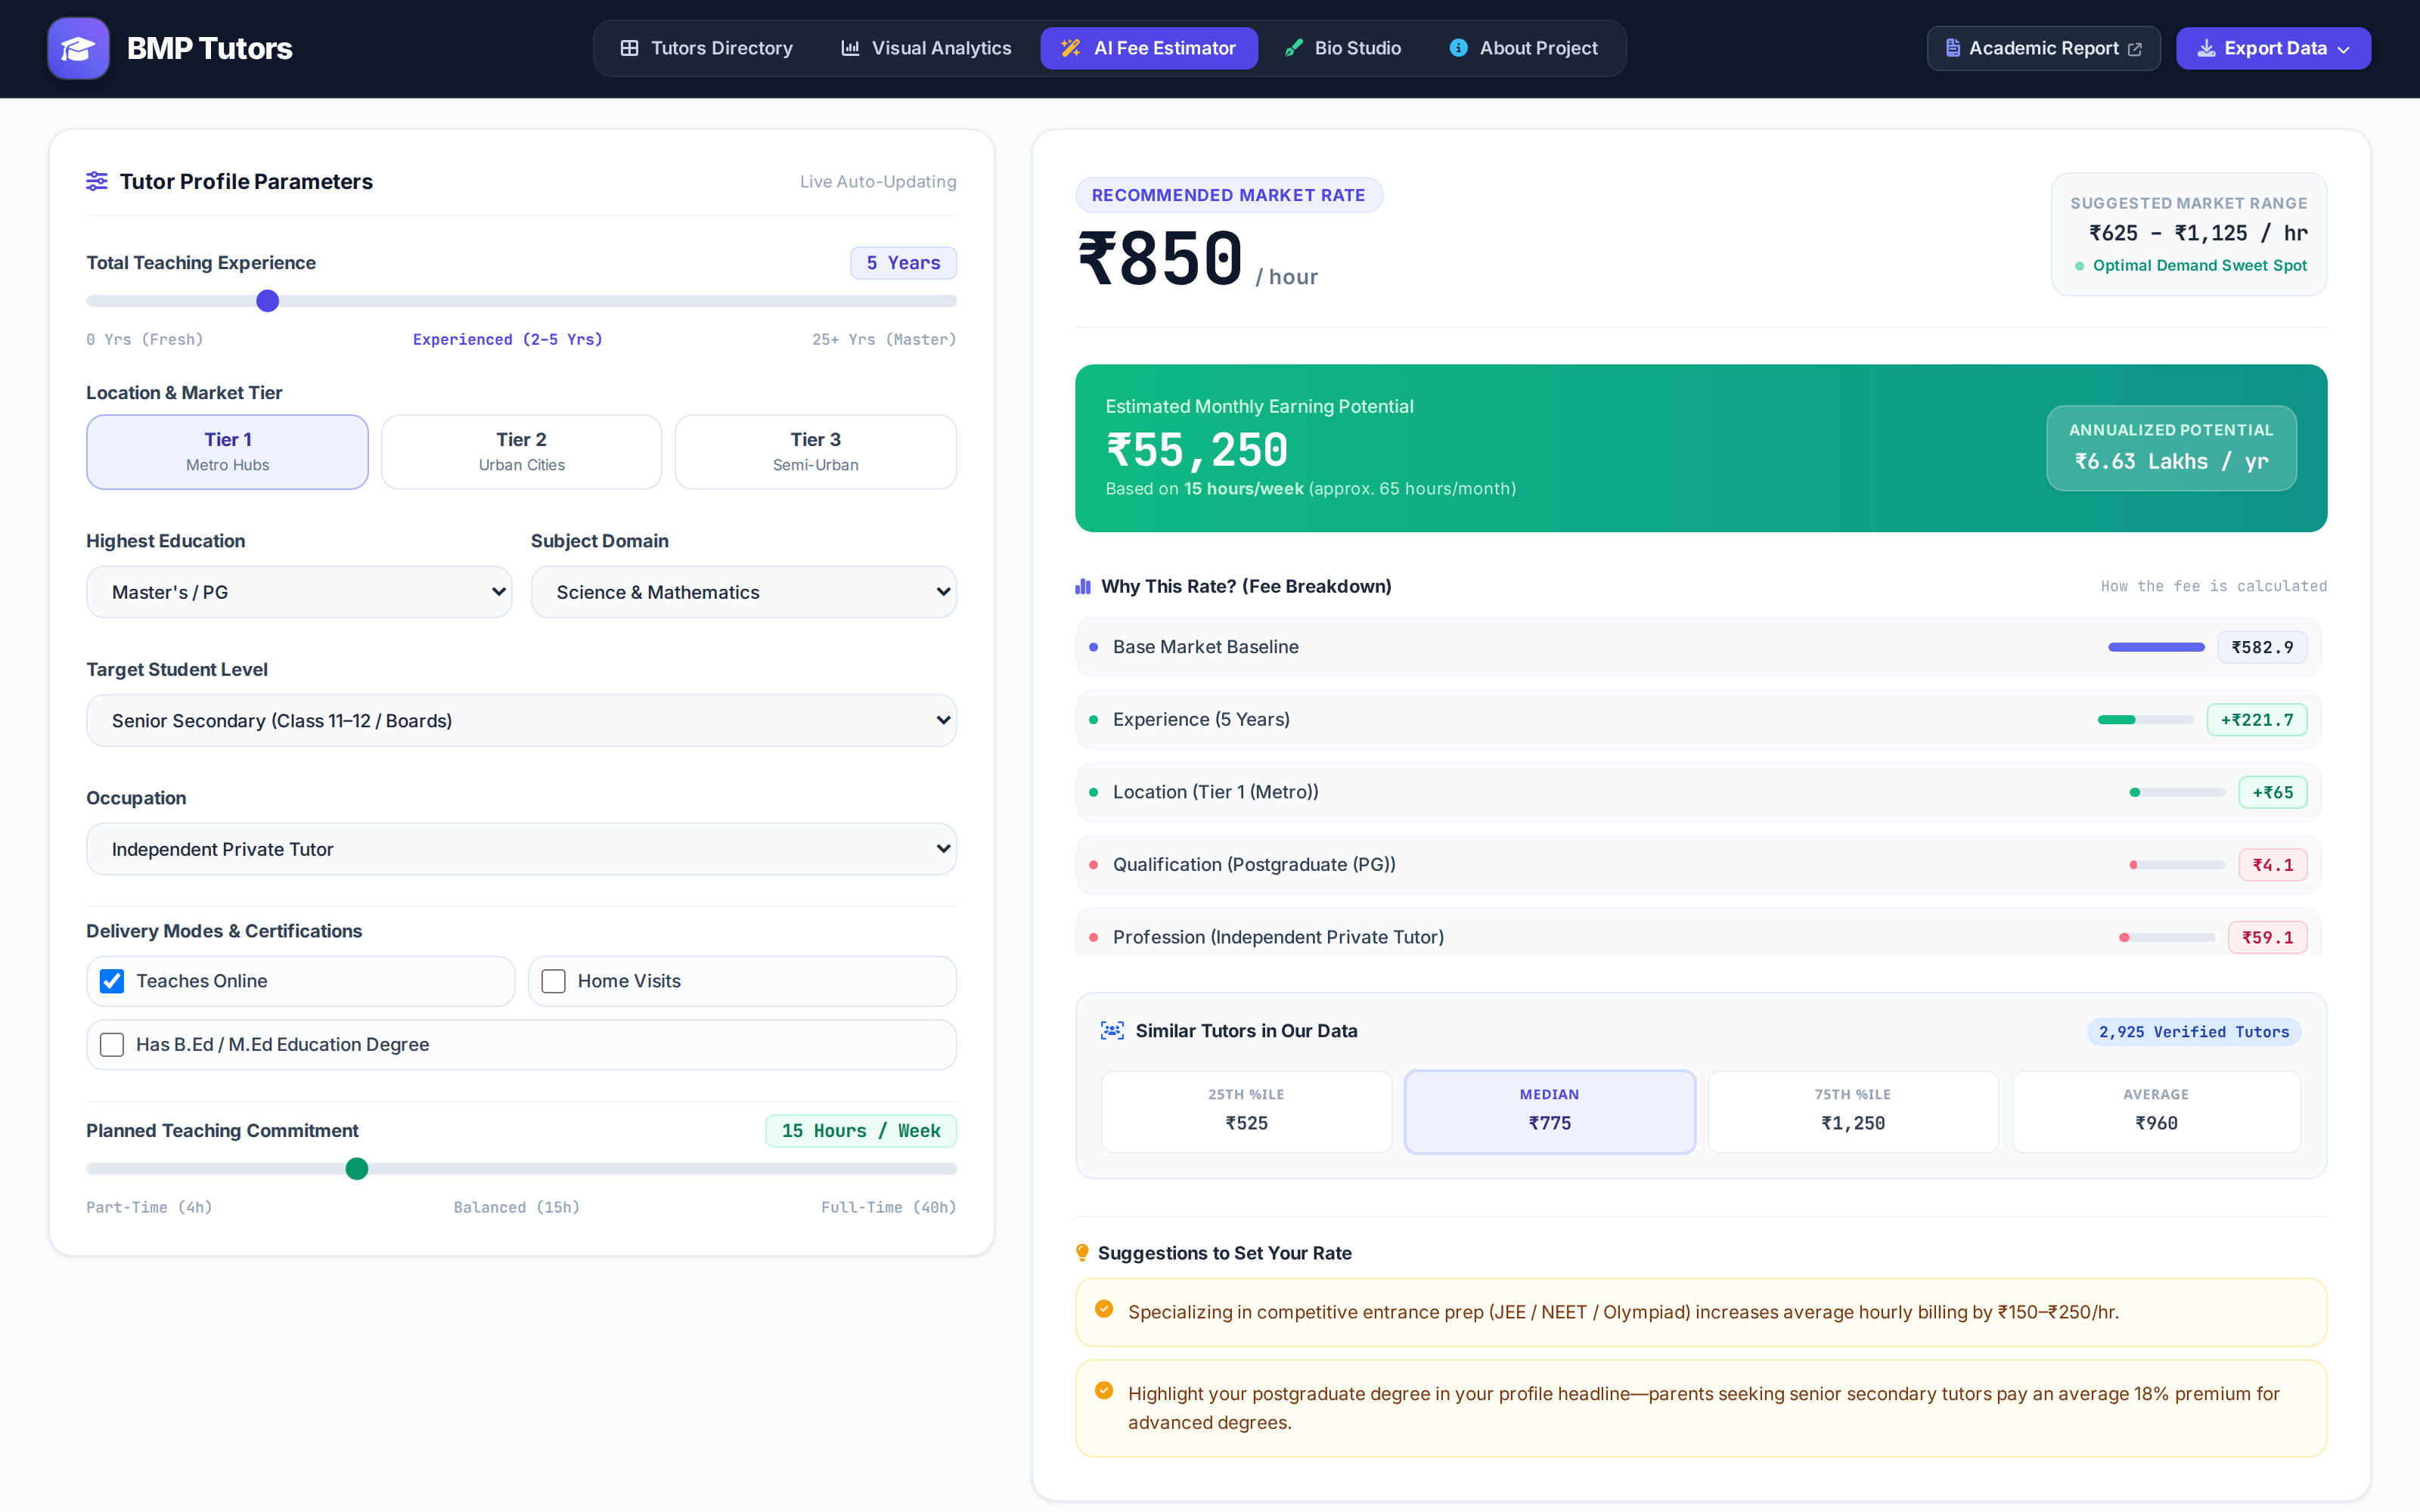 BMP Tutors
Tutors Directory
Visual Analytics
AI Fee Estimator
Bio Studio
About Project
Academic Report
Export Data
Tutor Profile Parameters
Live Auto-Updating
Total Teaching Experience
5 Years
0 Yrs (Fresh)
Experienced (2-5 Yrs)
25+ Yrs (Master)
Location & Market Tier
Tier 1
Metro Hubs
Tier 2
Urban Cities
Tier 3
Semi-Urban
Highest Education
Subject Domain
Master's / PG
Science & Mathematics
Target Student Level
Senior Secondary (Class 11–12 / Boards)
Occupation
Independent Private Tutor
Delivery Modes & Certifications
Teaches Online
Home Visits
Has B.Ed / M.Ed Education Degree
Planned Teaching Commitment
15 Hours / Week
Part-Time (4h)
Balanced (15h)
Full-Time (40h)
RECOMMENDED MARKET RATE
₹850 / hour
SUGGESTED MARKET RANGE
₹625 – ₹1,125 / hr
Optimal Demand Sweet Spot
Estimated Monthly Earning Potential
₹55,250
Based on 15 hours/week (approx. 65 hours/month)
ANNUALIZED POTENTIAL
₹6.63 Lakhs / yr
Why This Rate? (Fee Breakdown)
How the fee is calculated
Base Market Baseline
₹582.9
Experience (5 Years)
+₹221.7
Location (Tier 1 (Metro))
+₹65
Qualification (Postgraduate (PG))
₹4.1
Profession (Independent Private Tutor)
₹59.1
Similar Tutors in Our Data
2,925 Verified Tutors
25TH %ILE
₹525
MEDIAN
₹775
75TH %ILE
₹1,250
AVERAGE
₹960
Suggestions to Set Your Rate
Specializing in competitive entrance prep (JEE / NEET / Olympiad) increases average hourly billing by ₹150–₹250/hr.
Highlight your postgraduate degree in your profile headline—parents seeking senior secondary tutors pay an average 18% premium for
advanced degrees.